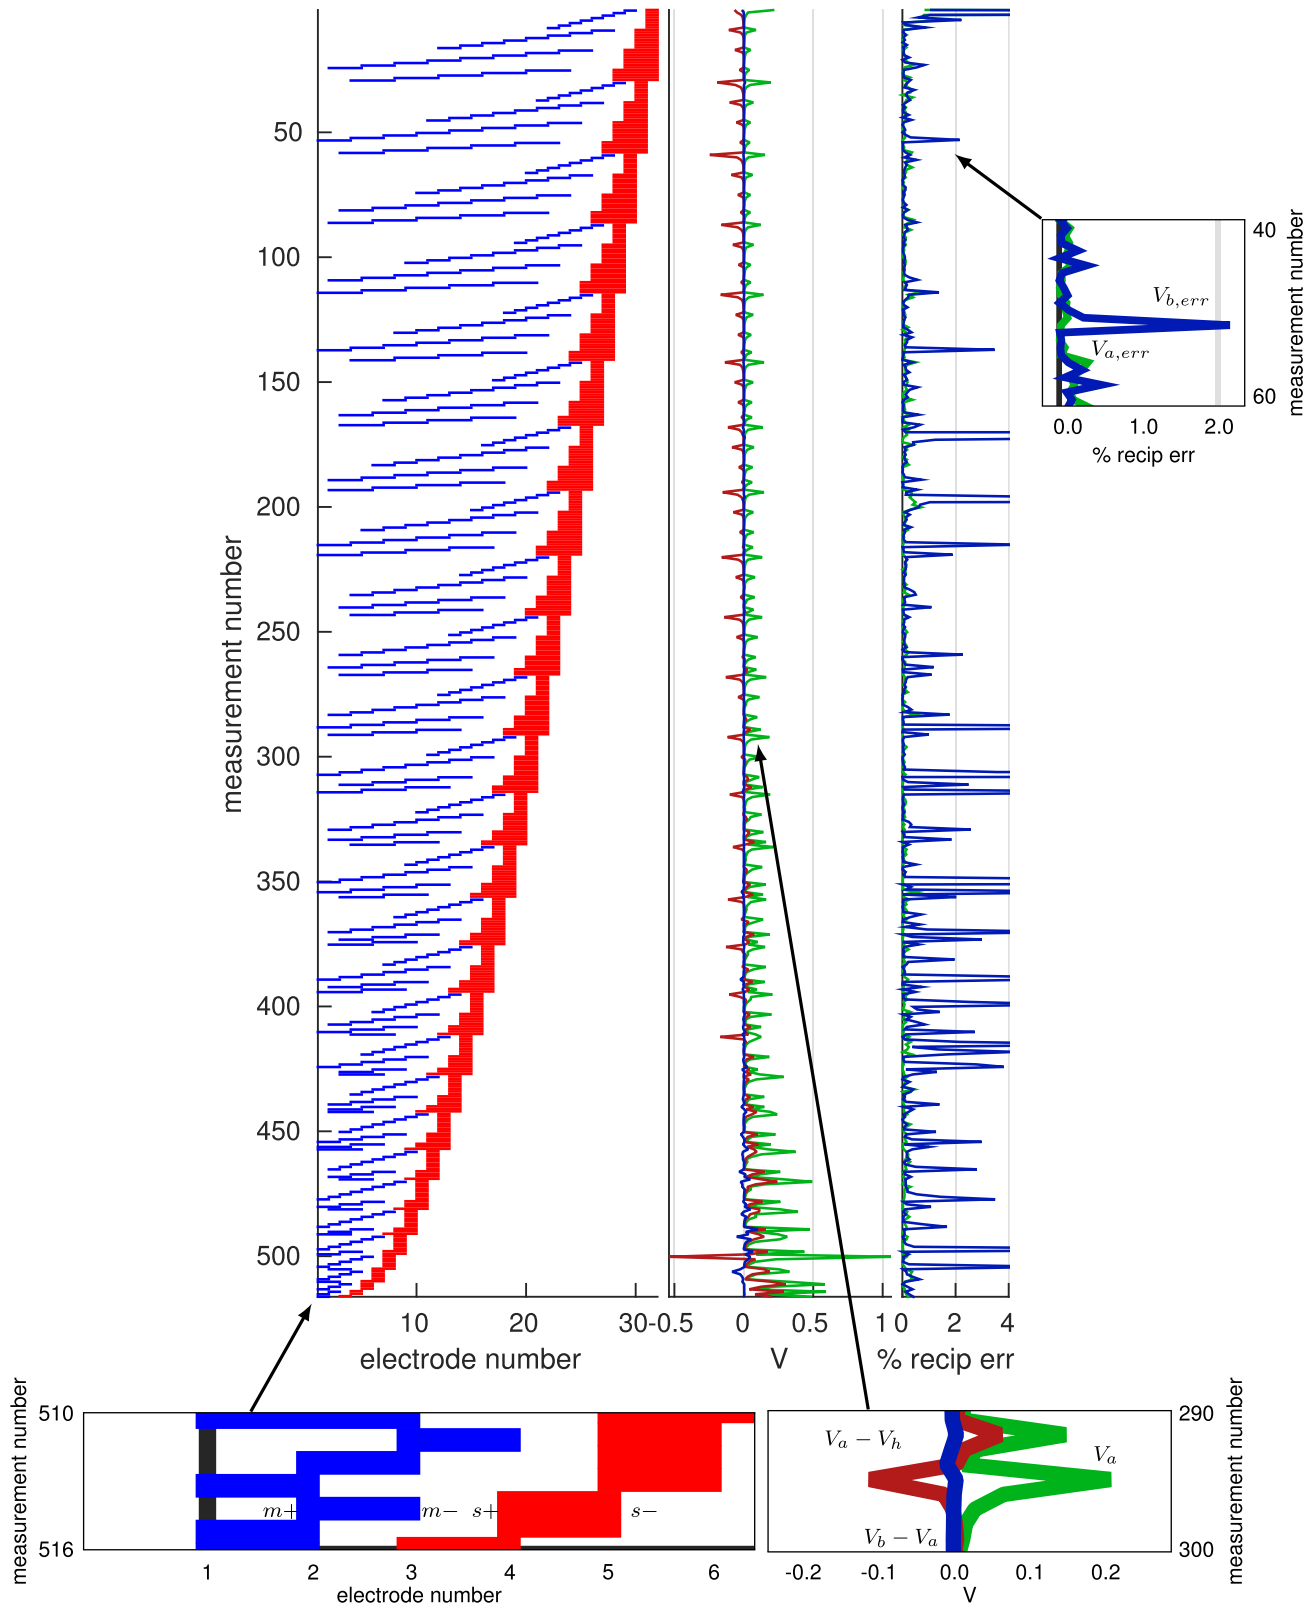 50
100
150
200
250
300
350
400
450
500
measurement number
10 20 30
electrode number
-0.5 0 0.5 1
V
0 2 4
% recip err
40
60
measurement number
V_{b,err}
V_{a,err}
0.0 1.0 2.0
% recip err
measurement number
510
516
m+ m− s+ s−
1 2 3 4 5 6
electrode number
290
300
measurement number
V_a − V_h
V_a
V_b − V_a
-0.2 -0.1 0.0 0.1 0.2
V